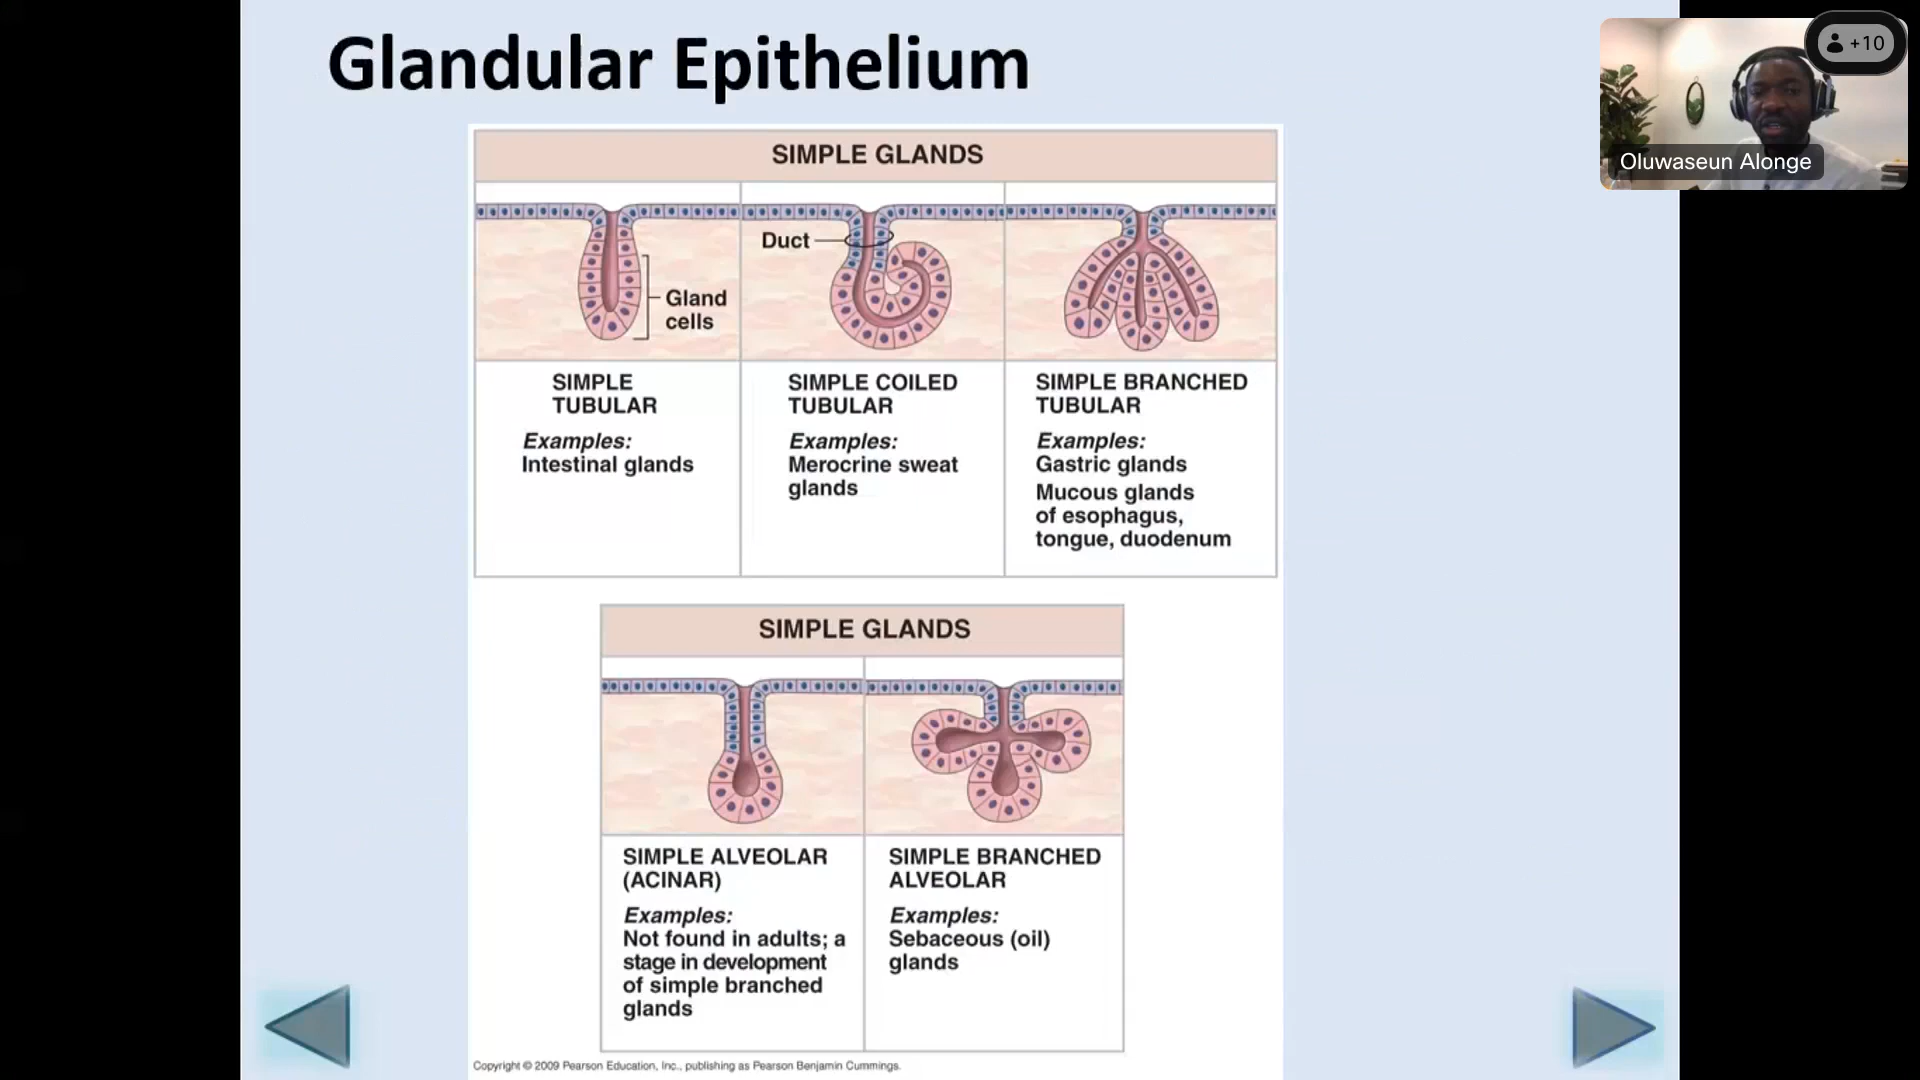 Glandular Epithelium
+10
Oluwaseun Alonge
SIMPLE GLANDS
Duct
Gland
cells
SIMPLE
TUBULAR
Examples:
Intestinal glands
SIMPLE COILED
TUBULAR
Examples:
Merocrine sweat
glands
SIMPLE BRANCHED
TUBULAR
Examples:
Gastric glands
Mucous glands
of esophagus,
tongue, duodenum
SIMPLE GLANDS
SIMPLE ALVEOLAR
(ACINAR)
Examples:
Not found in adults; a
stage in development
of simple branched
glands
SIMPLE BRANCHED
ALVEOLAR
Examples:
Sebaceous (oil)
glands
Copyright © 2009 Pearson Education, Inc., publishing as Pearson Benjamin Cummings.